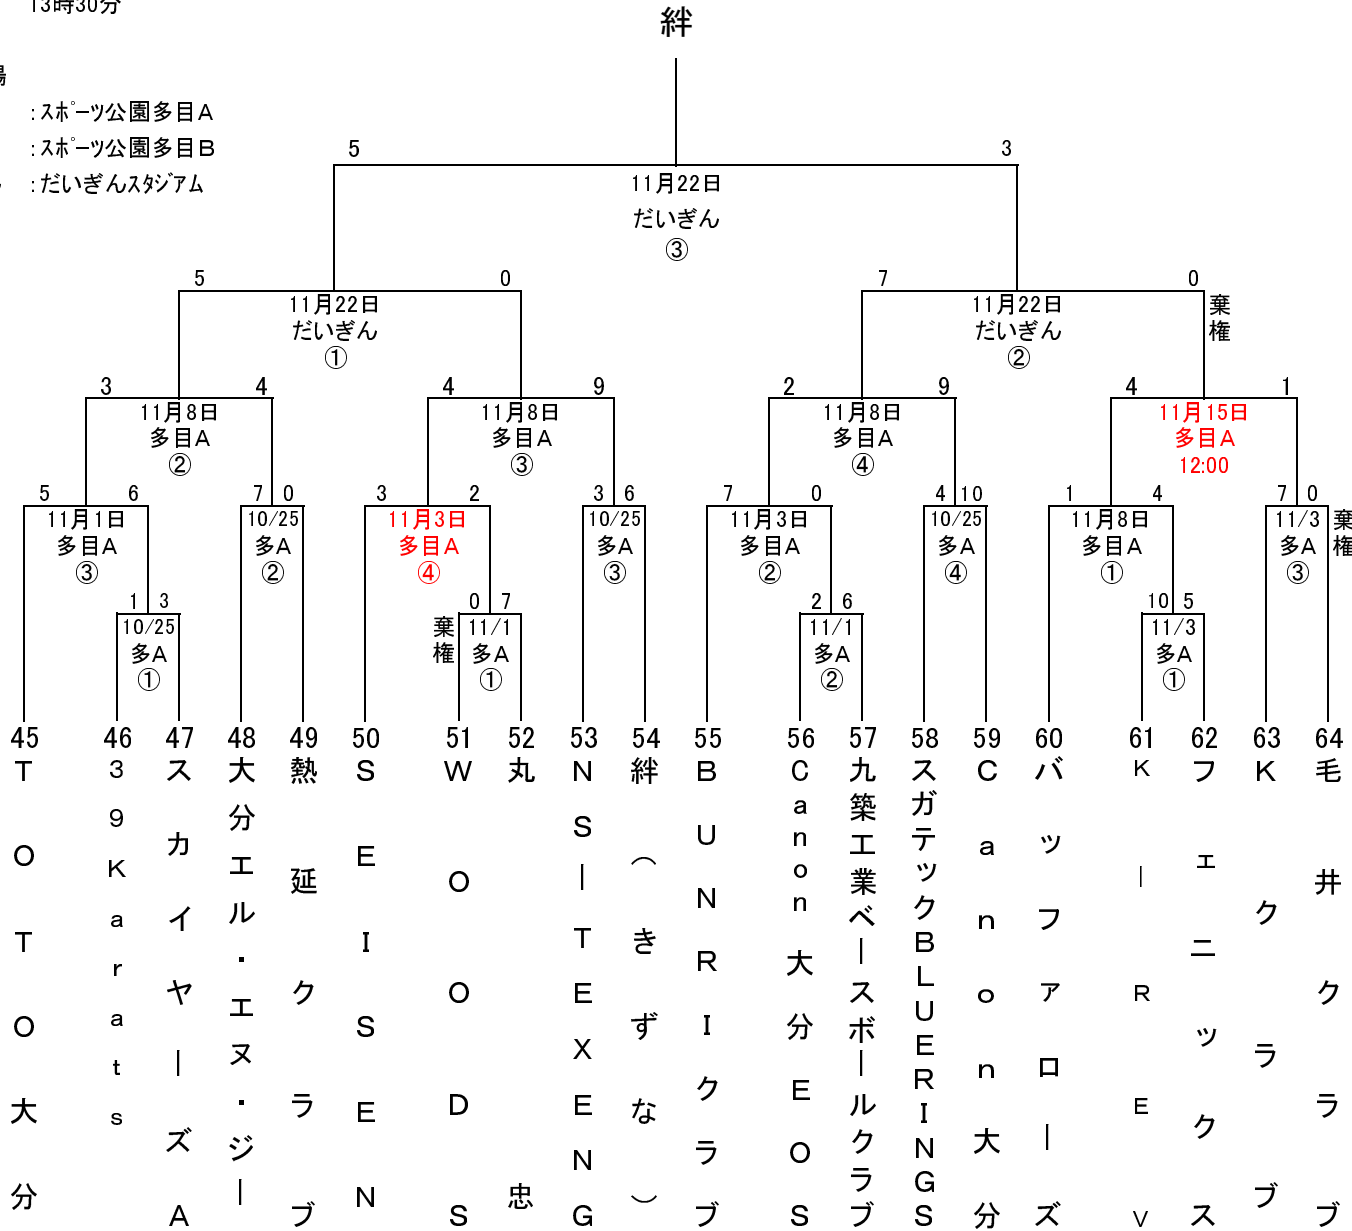 13時30分
絆
場
:スポーツ公園多目A
:スポーツ公園多目B
:だいぎんスタジアム
5 3
11月22日
だいぎん
③
5 0 7 0
11月22日 11月22日 棄権
だいぎん だいぎん
① ②
3 4 4 9 2 9 4 1
11月8日 11月8日 11月8日 11月15日
多目A 多目A 多目A 多目A
② ③ ④ 12:00
5 6 7 0 3 2 3 6 7 0 4 10 1 4 7 0
11月1日 10/25 11月3日 10/25 11月3日 10/25 11月8日 11/3 棄権
多目A 多A 多目A 多A 多目A 多A 多目A 多A
③ ② ④ ③ ② ④ ① ③
1 3 0 7 2 6 10 5
10/25 棄権 11/1 11/1 11/3
多A 多A 多A 多A
① ① ② ①
45 46 47 48 49 50 51 52 53 54 55 56 57 58 59 60 61 62 63 64
TOTO大分
39Karats
スカイヤーズA
大分エル・エヌ・ジー
熱延クラブ
SEISEN
WOODS
丸忠
NSーTEXENG
絆(きずな)
BUNRIクラブ
Canon大分EOS
九築工業ベースボールクラブ
スガテックBLUERINGS
Canon大分
バッファローズ
KーREV
フェニックス
Kクラブ
毛井クラブ